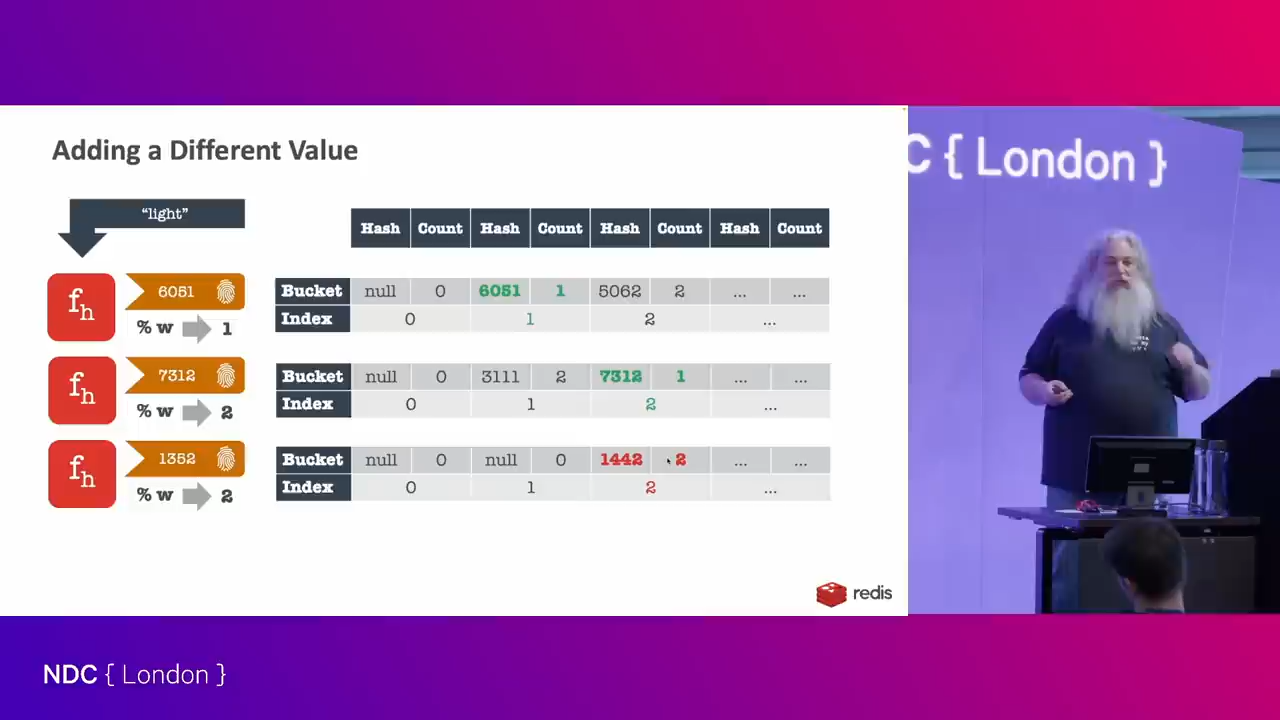 Adding a Different Value
“light”
Hash Count Hash Count Hash Count Hash Count
fh 6051
% w 1
Bucket null 0 6051 1 5062 2 ... ...
Index 0 1 2 ...
fh 7312
% w 2
Bucket null 0 3111 2 7312 1 ... ...
Index 0 1 2 ...
fh 1352
% w 2
Bucket null 0 null 0 1442 2 ... ...
Index 0 1 2 ...
redis
C { London }
NDC { London }